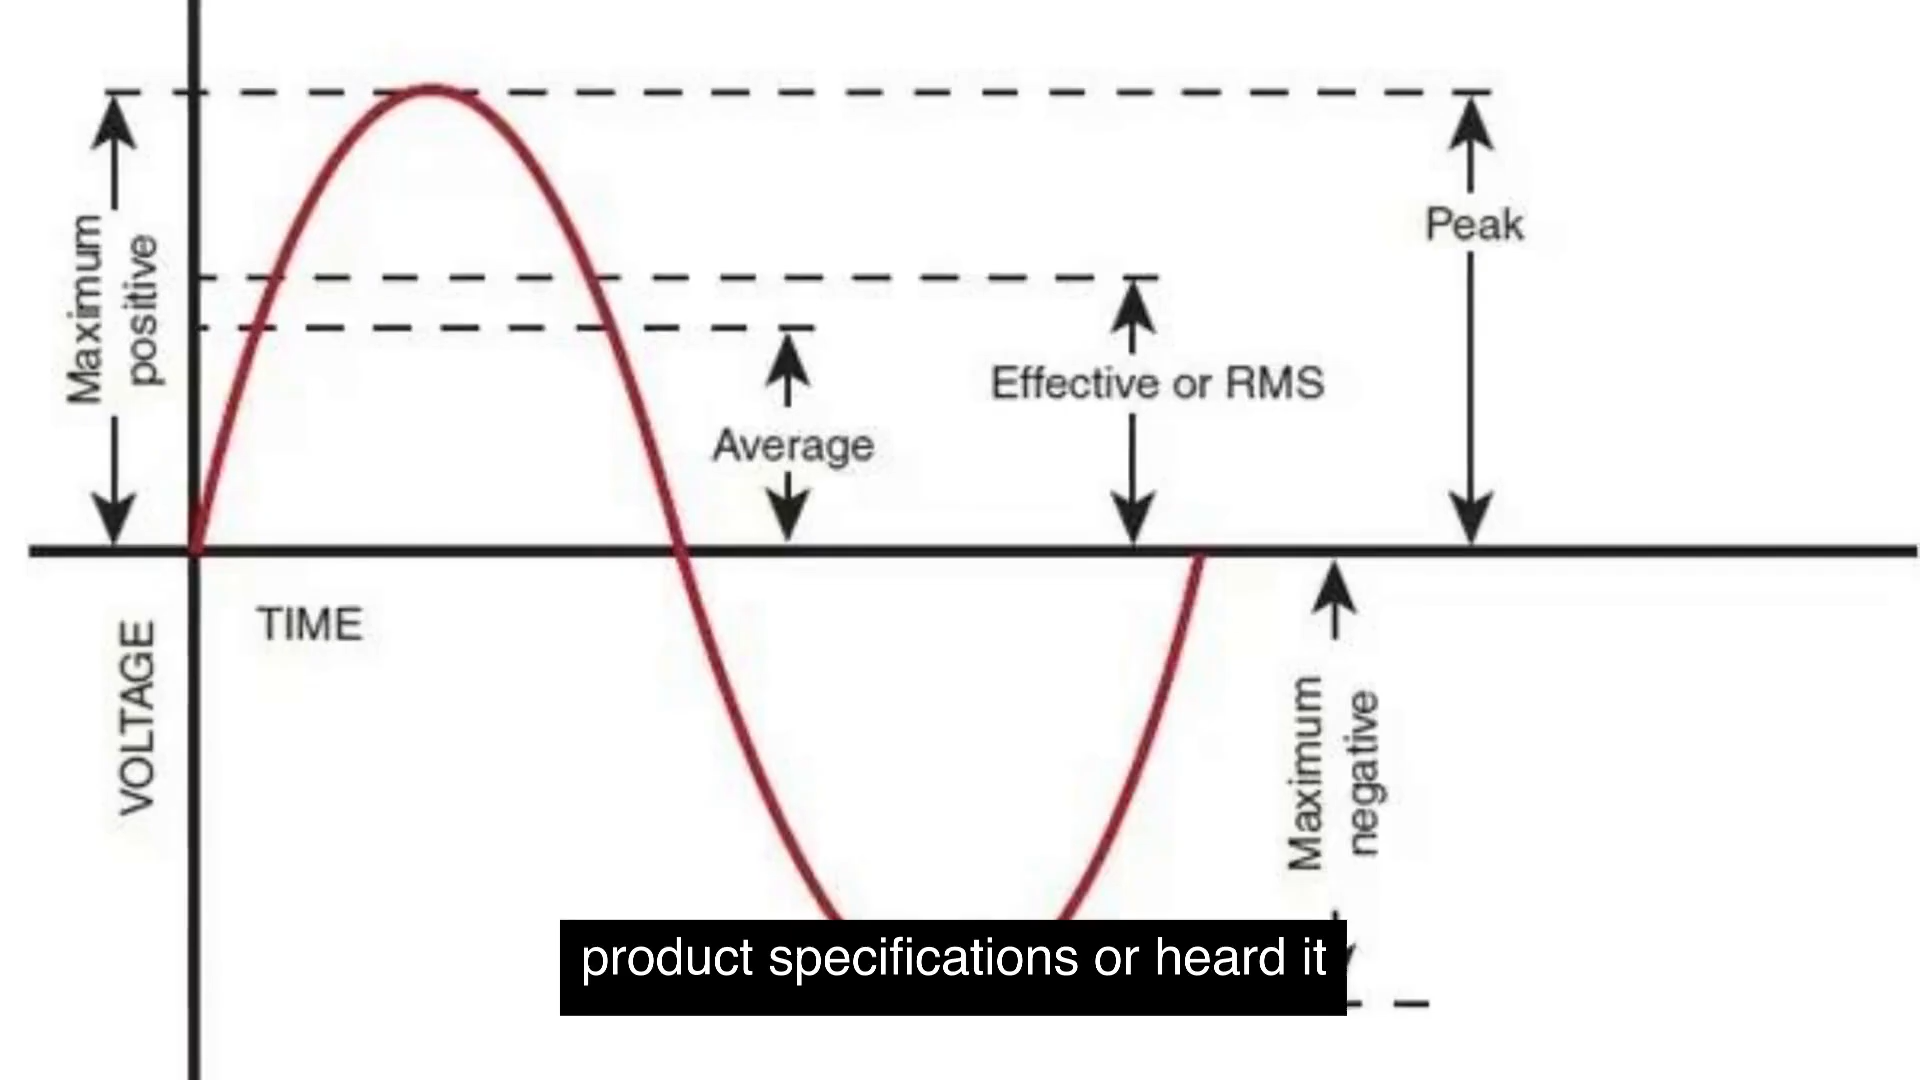 Maximum
positive
Peak
Effective or RMS
Average
TIME
VOLTAGE
Maximum
negative
product specifications or heard it